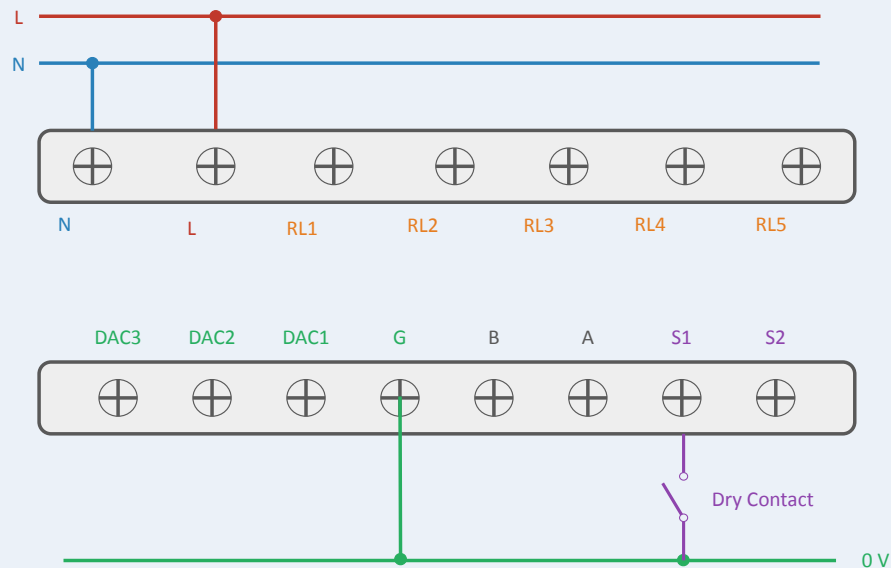 L
N
N L RL1 RL2 RL3 RL4 RL5
DAC3 DAC2 DAC1 G B A S1 S2
Dry Contact
0 V